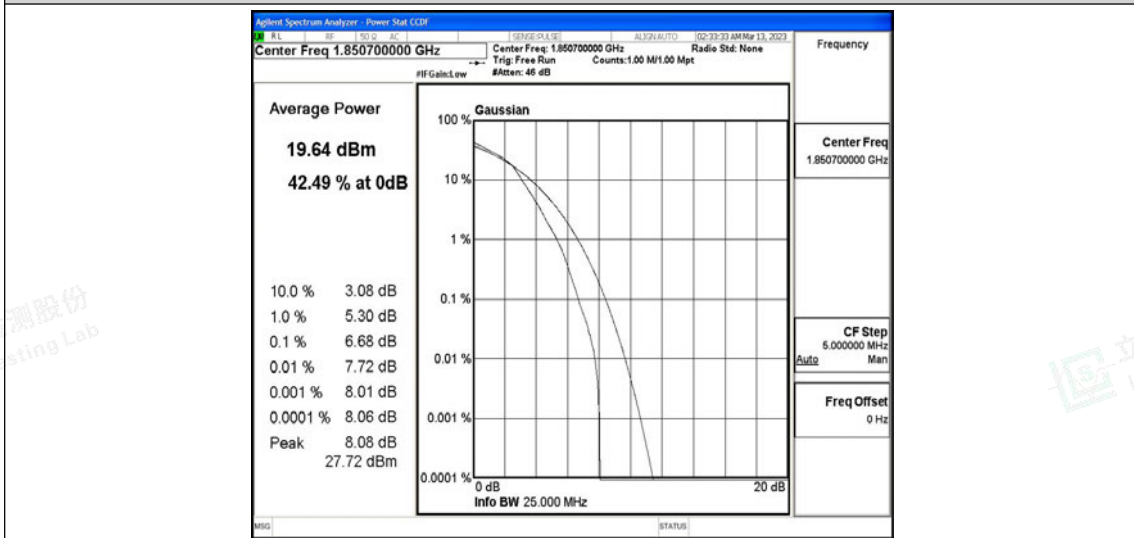 Agilent Spectrum Analyzer - Power Stat CCDF
RL RF 50 Ω AC SENSE:PULSE ALIGN AUTO 02:33:33 AM Mar 13, 2023
Center Freq 1.850700000 GHz
Center Freq: 1.850700000 GHz Radio Std: None
Trig: Free Run Counts:1.00 M/1.00 Mpt
#IFGain:Low #Atten: 46 dB
Frequency
Average Power
19.64 dBm
42.49 % at 0dB
10.0 % 3.08 dB
1.0 % 5.30 dB
0.1 % 6.68 dB
0.01 % 7.72 dB
0.001 % 8.01 dB
0.0001 % 8.06 dB
Peak 8.08 dB
27.72 dBm
Gaussian
100 %
10 %
1 %
0.1 %
0.01 %
0.001 %
0.0001 %
0 dB 20 dB
Info BW 25.000 MHz
Center Freq
1.850700000 GHz
CF Step
5.000000 MHz
Auto Man
Freq Offset
0 Hz
MSG STATUS
测股份
sting Lab